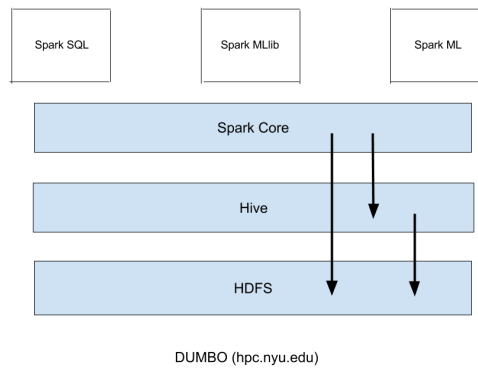 Spark SQL
Spark MLlib
Spark ML
Spark Core
Hive
HDFS
DUMBO (hpc.nyu.edu)